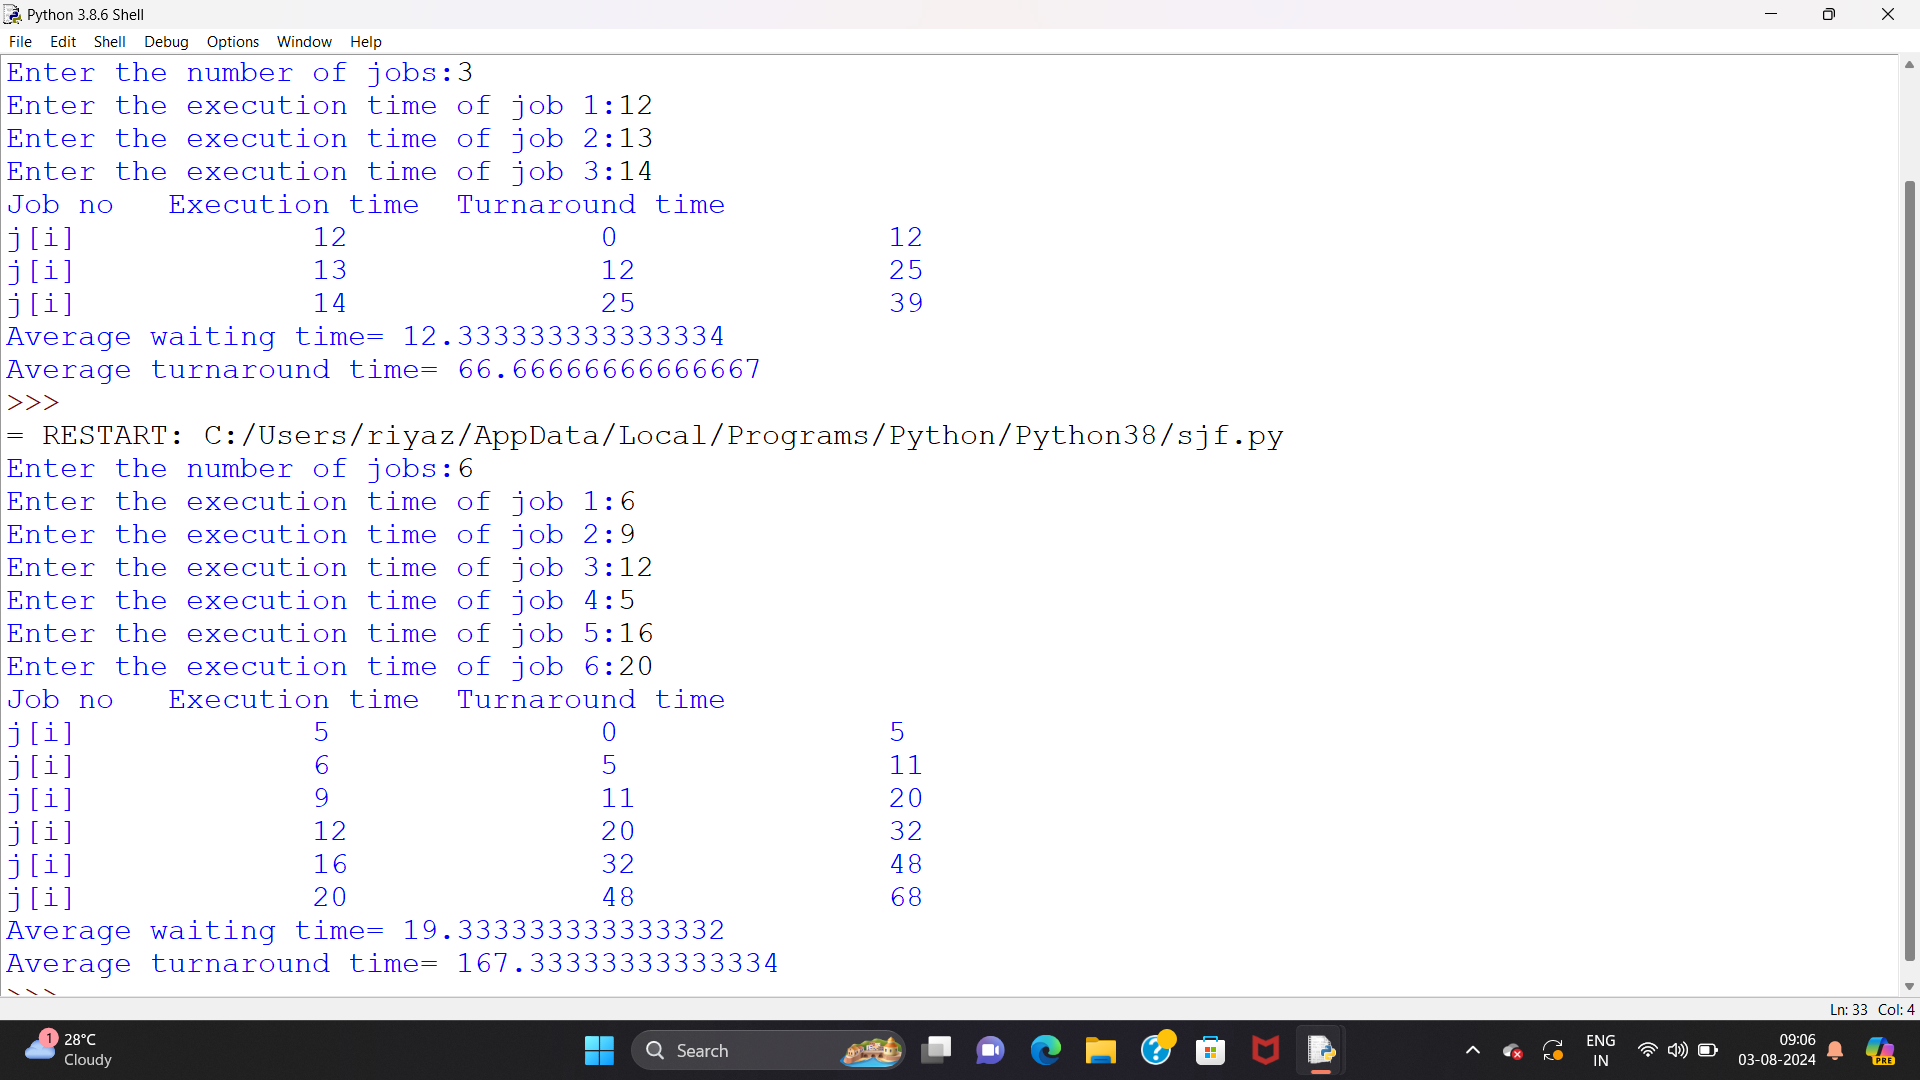 Python 3.8.6 Shell
File Edit Shell Debug Options Window Help
Enter the number of jobs:3
Enter the execution time of job 1:12
Enter the execution time of job 2:13
Enter the execution time of job 3:14
Job no Execution time Turnaround time
j[i] 12 0 12
j[i] 13 12 25
j[i] 14 25 39
Average waiting time= 12.333333333333334
Average turnaround time= 66.66666666666667
>>>
= RESTART: C:/Users/riyaz/AppData/Local/Programs/Python/Python38/sjf.py
Enter the number of jobs:6
Enter the execution time of job 1:6
Enter the execution time of job 2:9
Enter the execution time of job 3:12
Enter the execution time of job 4:5
Enter the execution time of job 5:16
Enter the execution time of job 6:20
Job no Execution time Turnaround time
j[i] 5 0 5
j[i] 6 5 11
j[i] 9 11 20
j[i] 12 20 32
j[i] 16 32 48
j[i] 20 48 68
Average waiting time= 19.333333333333332
Average turnaround time= 167.33333333333334
>>>
Ln: 33 Col: 4
1 28°C
Cloudy
Search
ENG
IN
09:06
03-08-2024
PRE